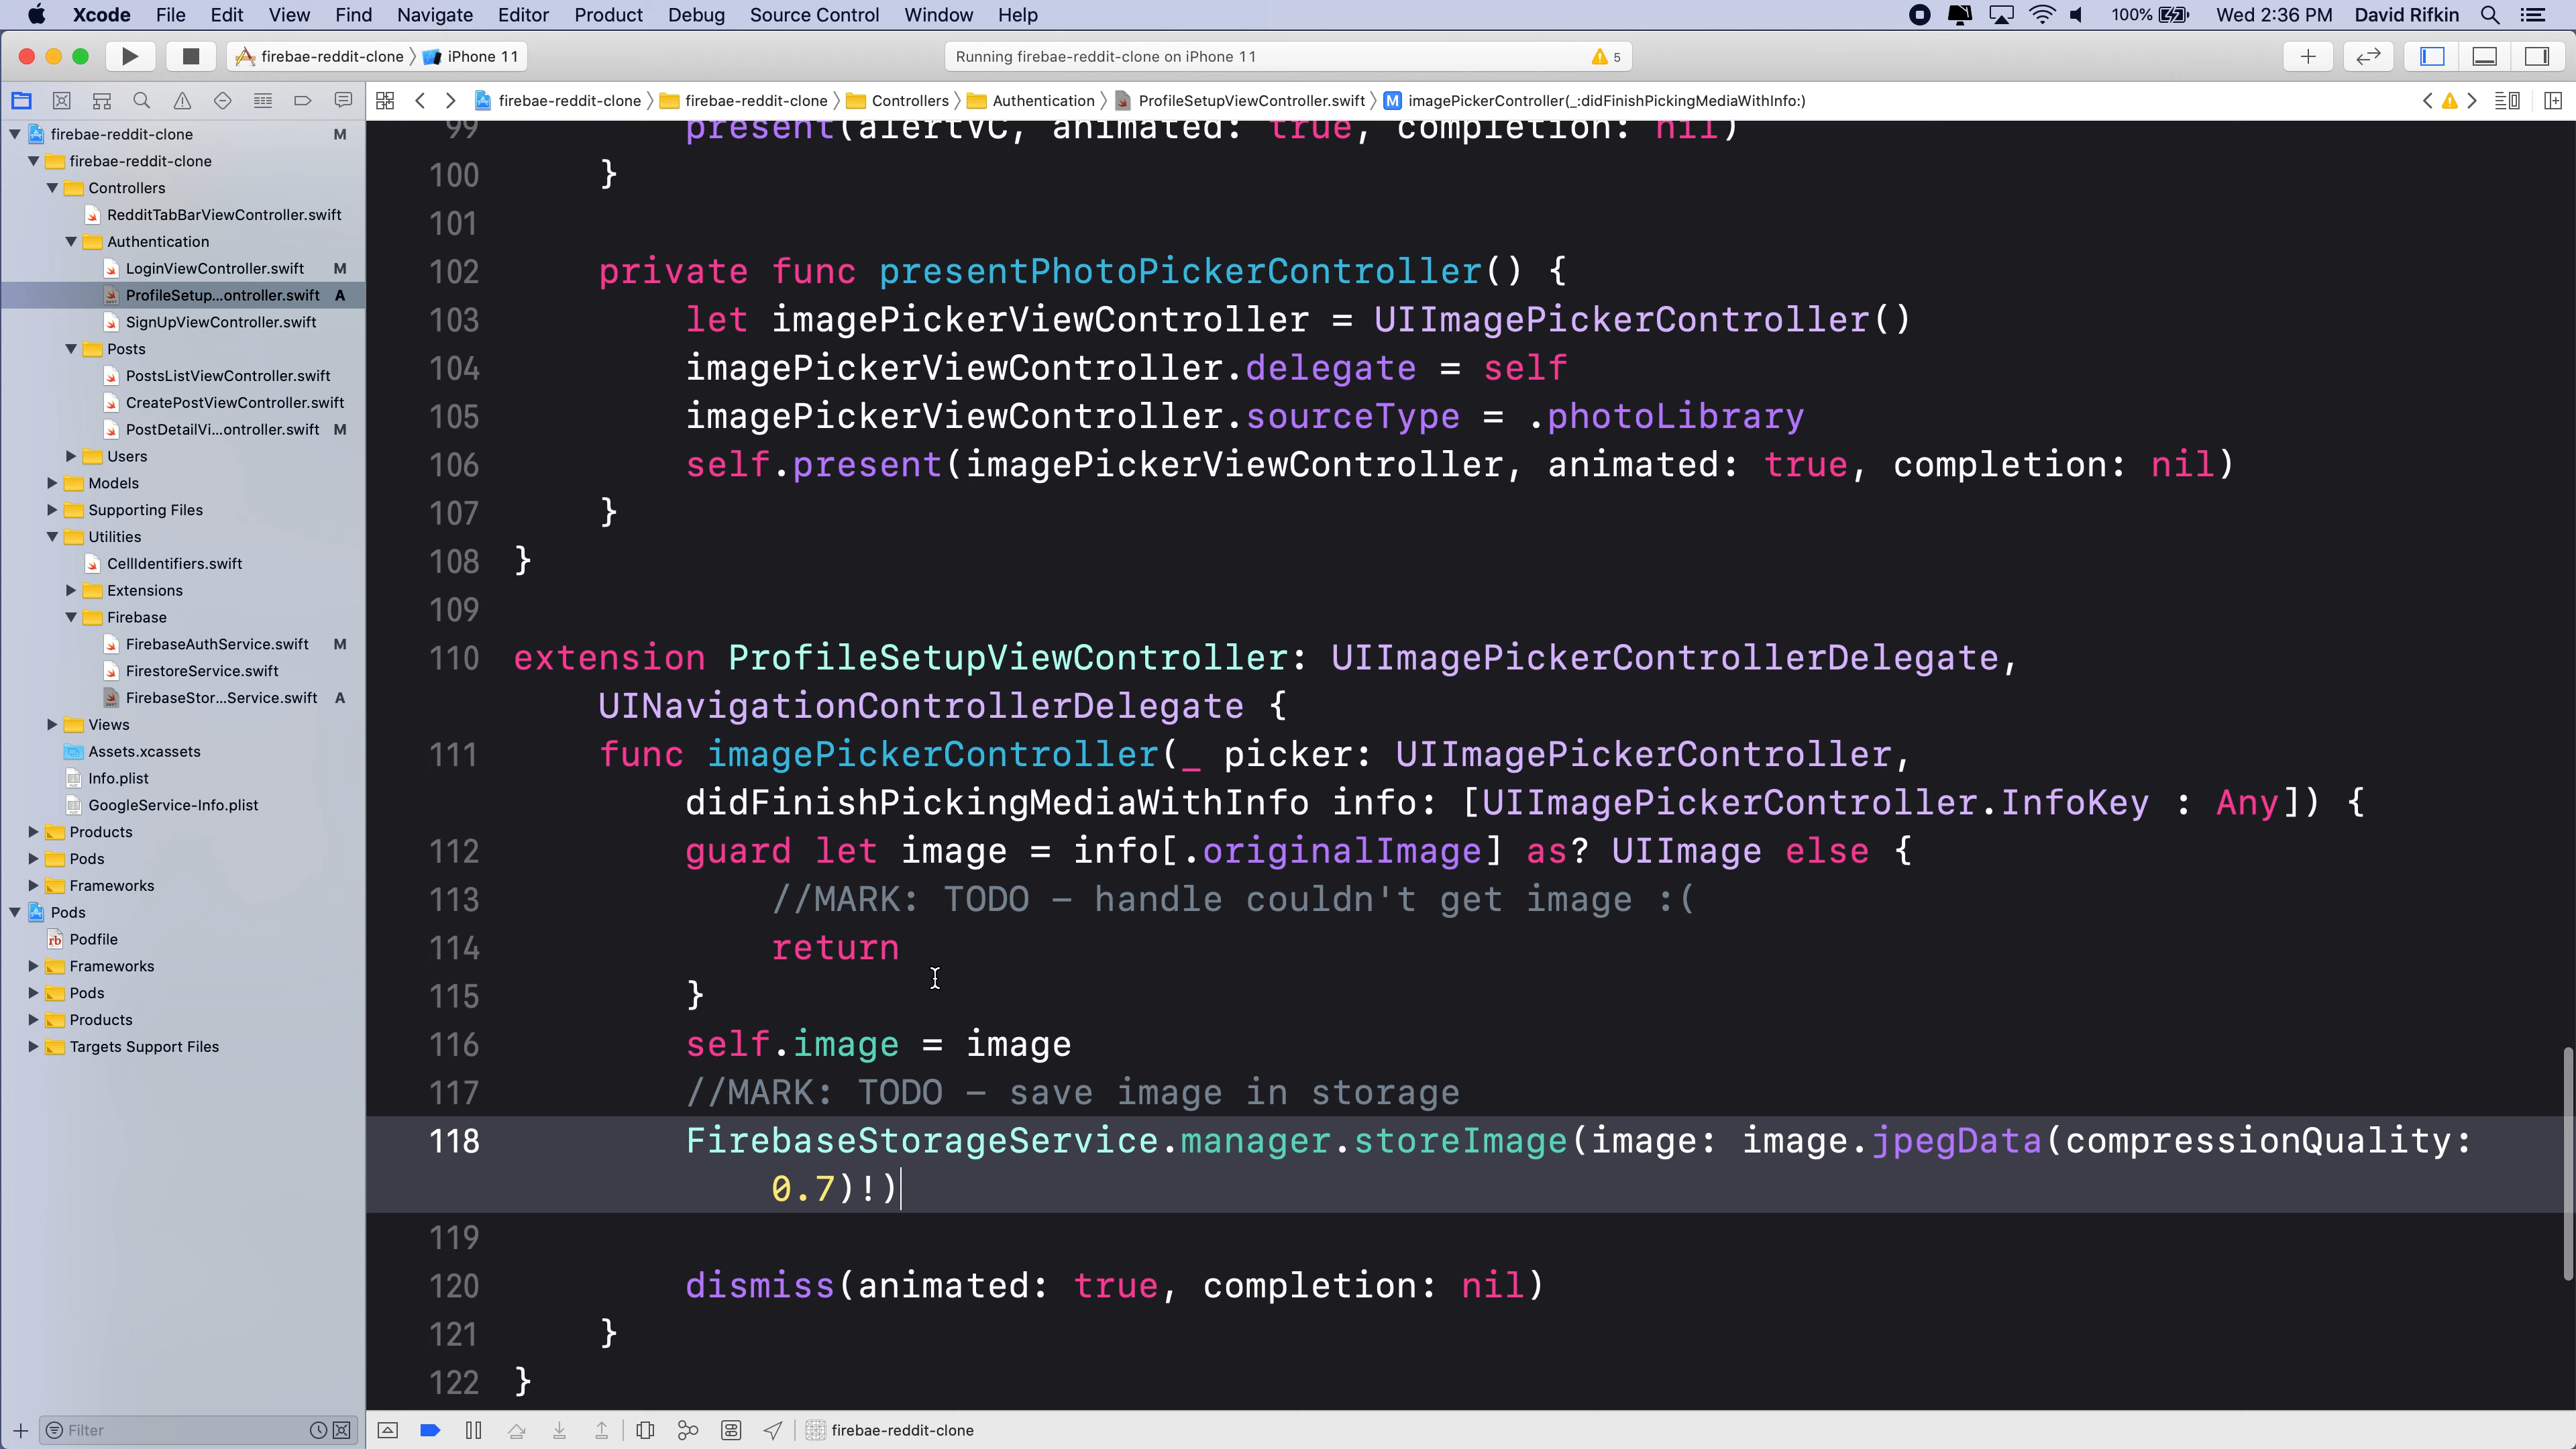 Xcode File Edit View Find Navigate Editor Product Debug Source Control Window Help 100% Wed 2:36 PM David Rifkin
firebae-reddit-clone iPhone 11 Running firebae-reddit-clone on iPhone 11 5
firebae-reddit-clone firebae-reddit-clone Controllers Authentication ProfileSetupViewController.swift M imagePickerController(_:didFinishPickingMediaWithInfo:)
firebae-reddit-clone M
firebae-reddit-clone
Controllers
RedditTabBarViewController.swift
Authentication
LoginViewController.swift M
ProfileSetup...ontroller.swift A
SignUpViewController.swift
Posts
PostsListViewController.swift
CreatePostViewController.swift
PostDetailVi...ontroller.swift M
Users
Models
Supporting Files
Utilities
CellIdentifiers.swift
Extensions
Firebase
FirebaseAuthService.swift M
FirestoreService.swift
FirebaseStor...Service.swift A
Views
Assets.xcassets
Info.plist
GoogleService-Info.plist
Products
Pods
Frameworks
Pods
Podfile
Frameworks
Pods
Products
Targets Support Files
Filter
99 present(alertVC, animated: true, completion: nil)
100 }
101
102 private func presentPhotoPickerController() {
103 let imagePickerViewController = UIImagePickerController()
104 imagePickerViewController.delegate = self
105 imagePickerViewController.sourceType = .photoLibrary
106 self.present(imagePickerViewController, animated: true, completion: nil)
107 }
108 }
109
110 extension ProfileSetupViewController: UIImagePickerControllerDelegate,
UINavigationControllerDelegate {
111 func imagePickerController(_ picker: UIImagePickerController,
didFinishPickingMediaWithInfo info: [UIImagePickerController.InfoKey : Any]) {
112 guard let image = info[.originalImage] as? UIImage else {
113 //MARK: TODO - handle couldn't get image :(
114 return
115 }
116 self.image = image
117 //MARK: TODO - save image in storage
118 FirebaseStorageService.manager.storeImage(image: image.jpegData(compressionQuality:
0.7)!)
119
120 dismiss(animated: true, completion: nil)
121 }
122 }
firebae-reddit-clone